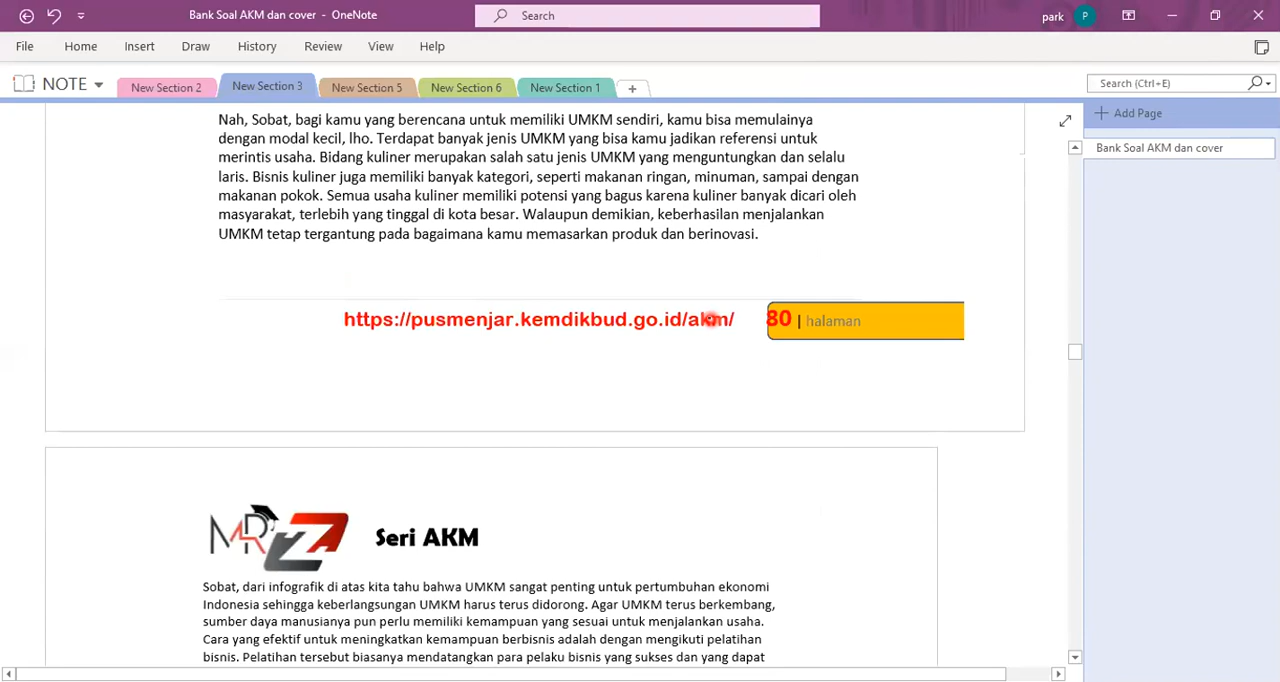 Bank Soal AKM dan cover - OneNote
Search
park
P
File Home Insert Draw History Review View Help
NOTE
New Section 2
New Section 3
New Section 5
New Section 6
New Section 1
Search (Ctrl+E)
Add Page
Bank Soal AKM dan cover
Nah, Sobat, bagi kamu yang berencana untuk memiliki UMKM sendiri, kamu bisa memulainya
dengan modal kecil, lho. Terdapat banyak jenis UMKM yang bisa kamu jadikan referensi untuk
merintis usaha. Bidang kuliner merupakan salah satu jenis UMKM yang menguntungkan dan selalu
laris. Bisnis kuliner juga memiliki banyak kategori, seperti makanan ringan, minuman, sampai dengan
makanan pokok. Semua usaha kuliner memiliki potensi yang bagus karena kuliner banyak dicari oleh
masyarakat, terlebih yang tinggal di kota besar. Walaupun demikian, keberhasilan menjalankan
UMKM tetap tergantung pada bagaimana kamu memasarkan produk dan berinovasi.
https://pusmenjar.kemdikbud.go.id/akm/
80 | halaman
MR ZA
Seri AKM
Sobat, dari infografik di atas kita tahu bahwa UMKM sangat penting untuk pertumbuhan ekonomi
Indonesia sehingga keberlangsungan UMKM harus terus didorong. Agar UMKM terus berkembang,
sumber daya manusianya pun perlu memiliki kemampuan yang sesuai untuk menjalankan usaha.
Cara yang efektif untuk meningkatkan kemampuan berbisnis adalah dengan mengikuti pelatihan
bisnis. Pelatihan tersebut biasanya mendatangkan para pelaku bisnis yang sukses dan yang dapat